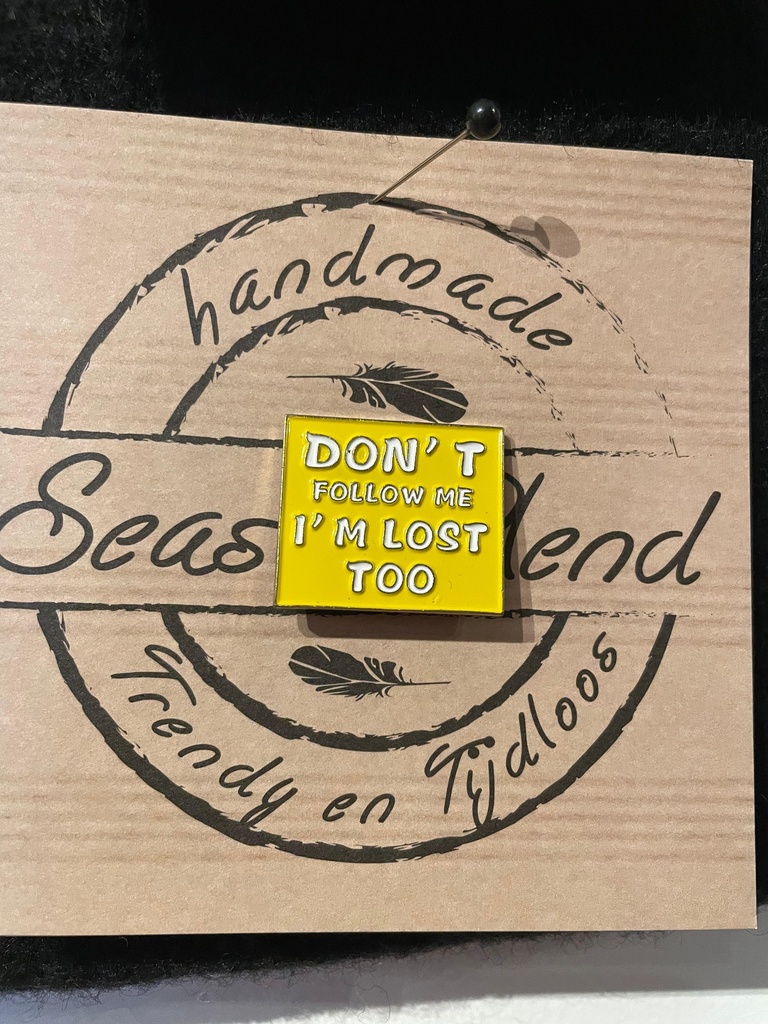 handmade
DON'T
FOLLOW ME
I'M LOST
TOO
Trendy en Tijdloos